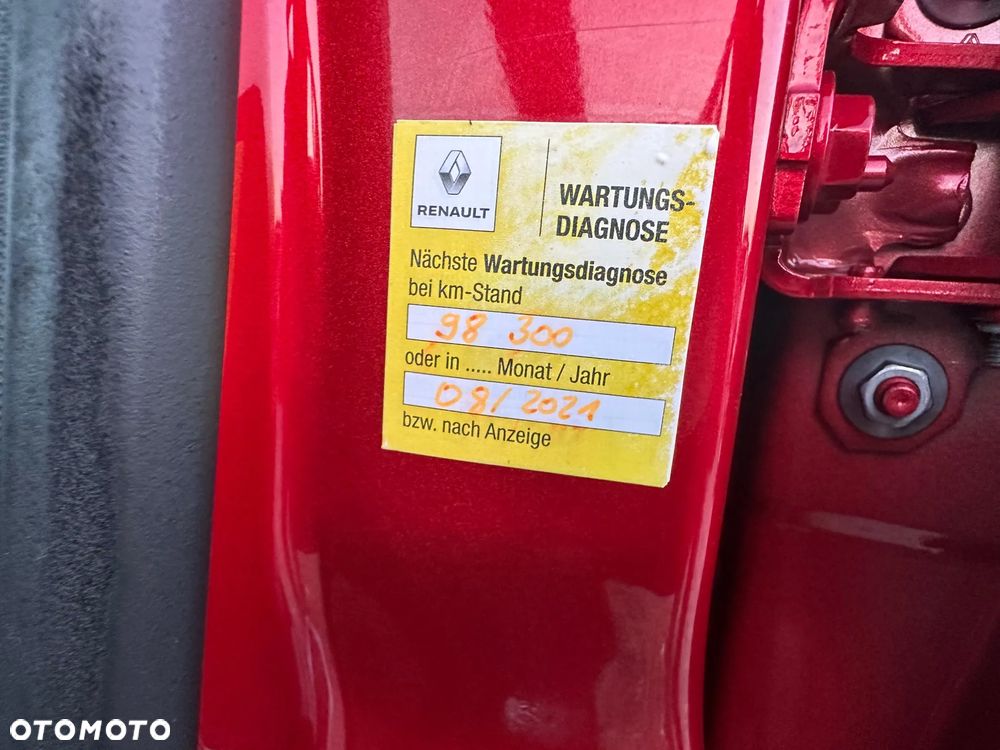 RENAULT
WARTUNGS-
DIAGNOSE
Nächste Wartungsdiagnose
bei km-Stand
98 300
oder in ..... Monat / Jahr
08/2021
bzw. nach Anzeige
OTOMOTO